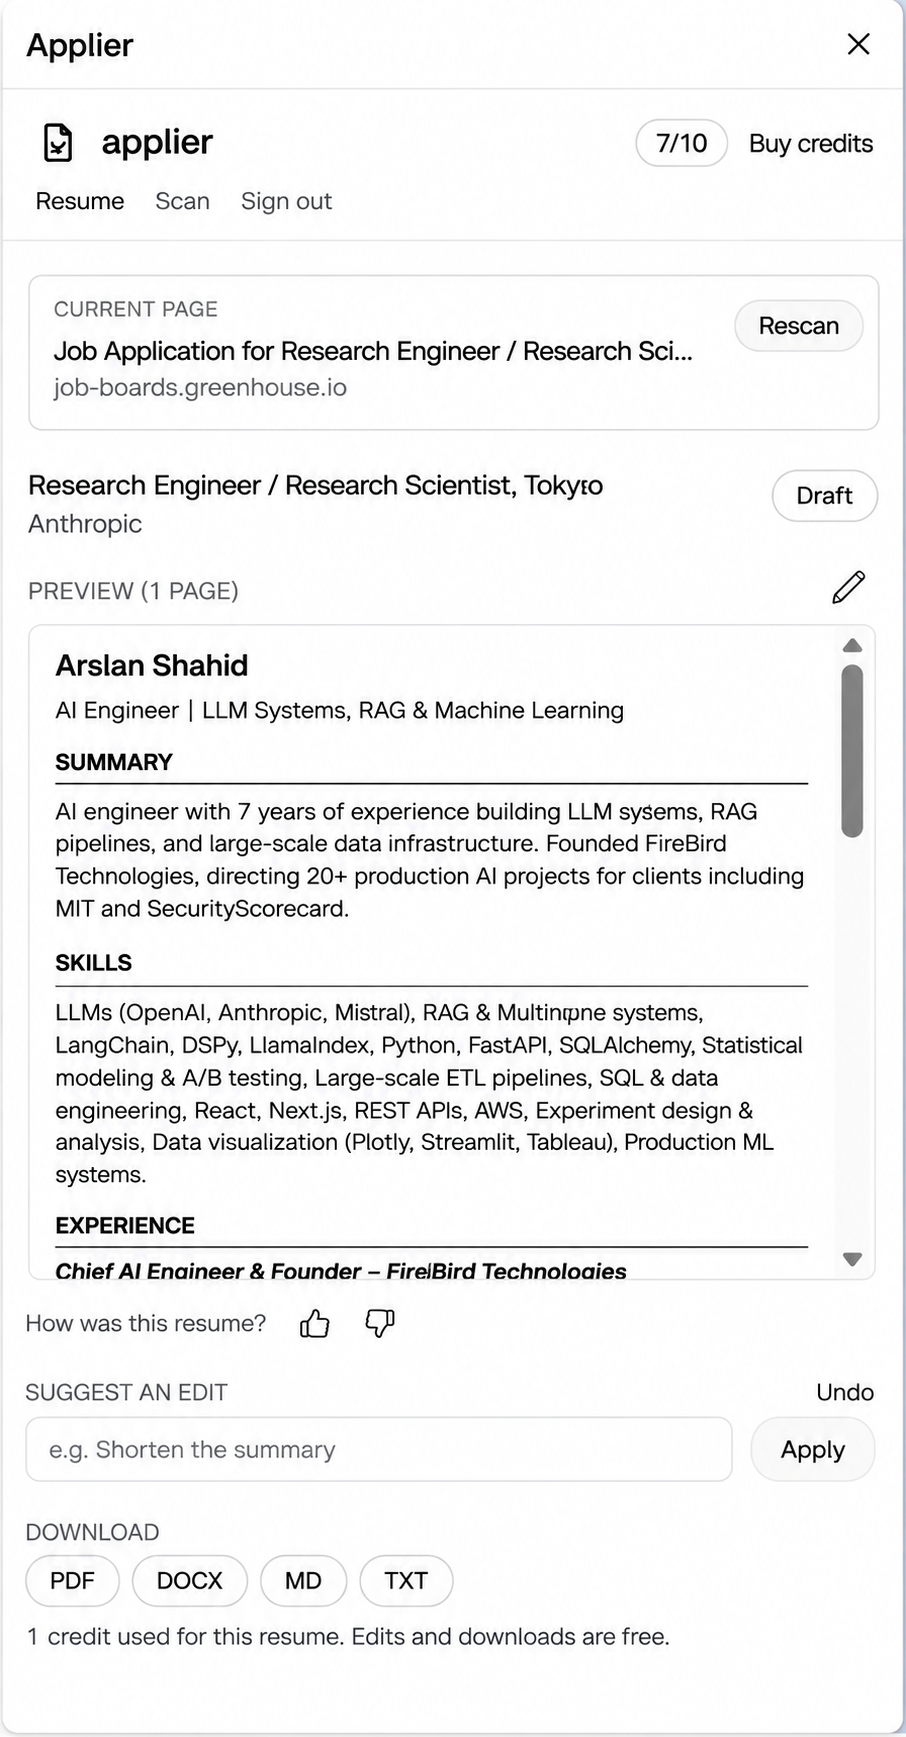 Applier
applier
7/10
Buy credits
Resume
Scan
Sign out
CURRENT PAGE
Rescan
Job Application for Research Engineer / Research Sci...
job-boards.greenhouse.io
Research Engineer / Research Scientist,
Draft
Anthropic
PREVIEW (1 PAGE)
Arslan Shahid
AI Engineer | LLM Systems, RAG & Machine Learning
SUMMARY
AI engineer with 7 years of experience building LLM RAG
pipelines, and large-scale data infrastructure. Founded FireBird
Technologies, directing 20+ production AI projects for clients including
MIT and SecurityScorecard.
SKILLS
LLMs (OpenAI, Anthropic, Mistral), RAG & systems,
LangChain, DSPy, LlamaIndex, Python, FastAPI, SQLAlchemy, Statistical
modeling & A/B testing, Large-scale ETL pipelines, SQL & data
engineering, React, Next.js, REST APIs, AWS, Experiment design &
analysis, Data visualization (Plotly, Streamlit, Tableau), Production ML
systems.
EXPERIENCE
Chief AI Engineer & Founder – Technologies
How was this resume?
SUGGEST AN EDIT
Undo
e.g. Shorten the summary
Apply
DOWNLOAD
PDF
DOCX
MD
TXT
1 credit used for this resume. Edits and downloads are free.